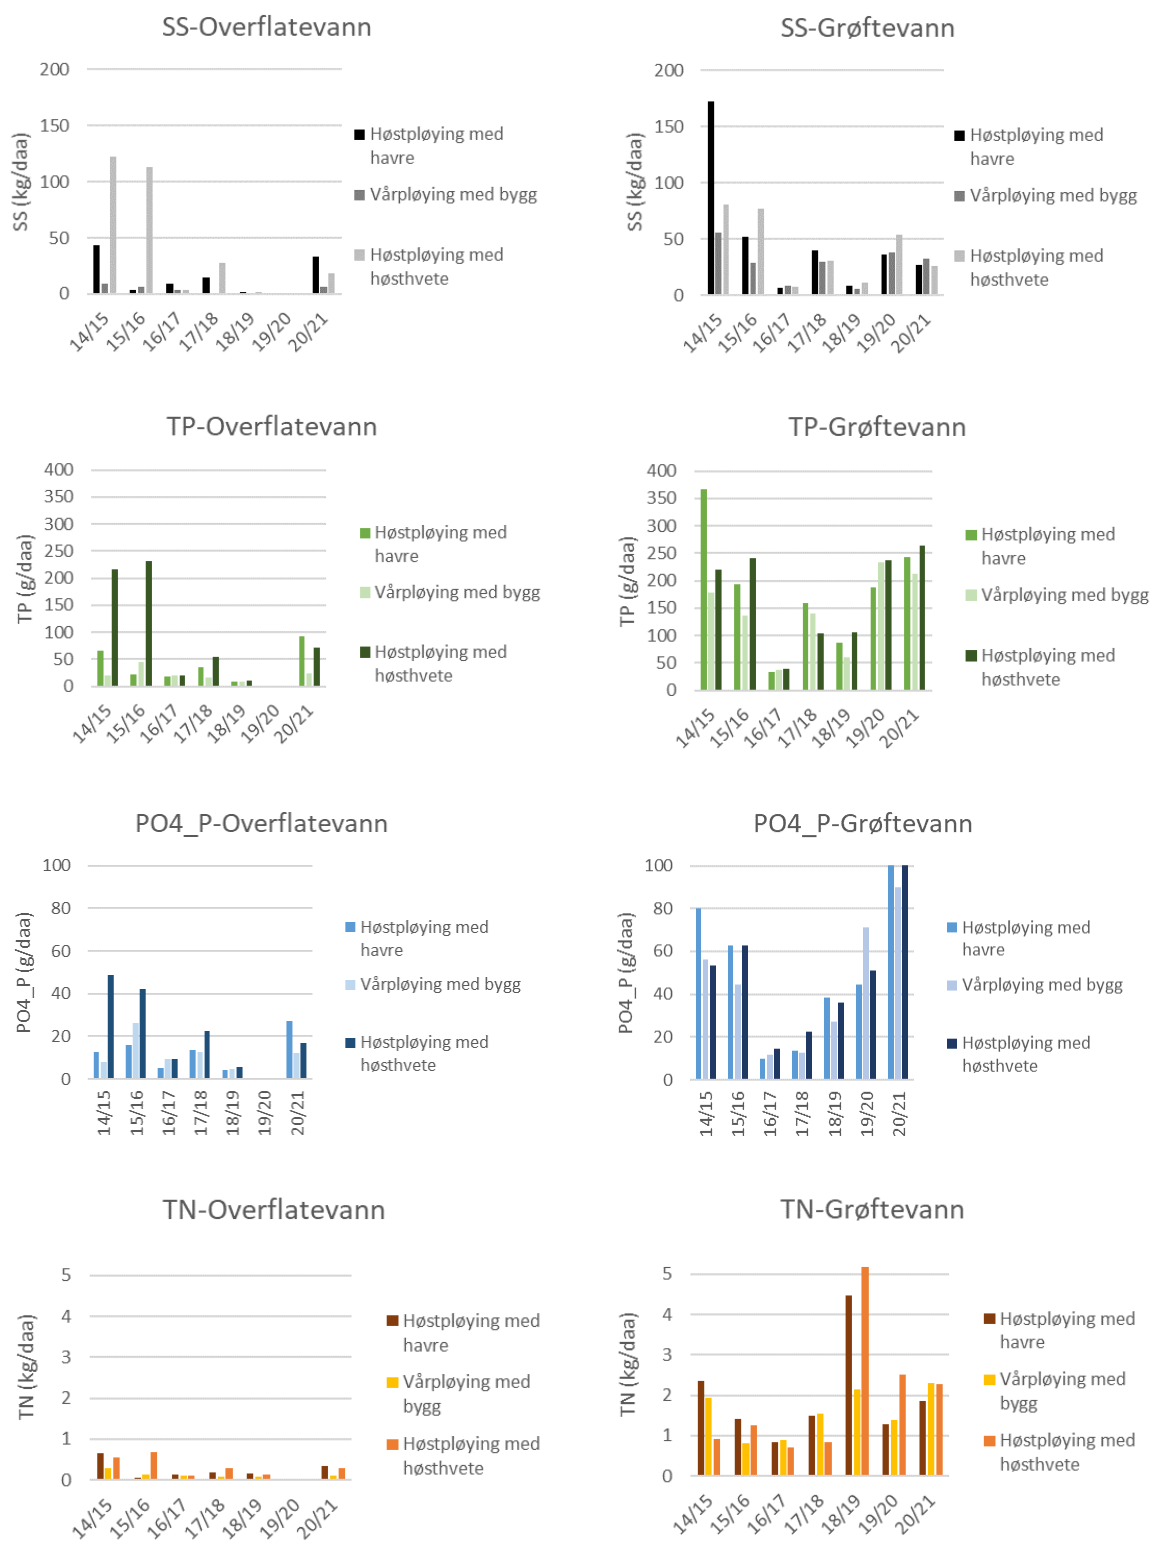 SS-Overflatevann
SS (kg/daa)
200
150
100
50
0
14/15
15/16
16/17
17/18
18/19
19/20
20/21
Høstpløying med
havre
Vårpløying med bygg
Høstpløying med
høsthvete
SS-Grøftevann
SS (kg/daa)
200
150
100
50
0
14/15
15/16
16/17
17/18
18/19
19/20
20/21
Høstpløying med
havre
Vårpløying med bygg
Høstpløying med
høsthvete
TP-Overflatevann
TP (g/daa)
400
350
300
250
200
150
100
50
0
14/15
15/16
16/17
17/18
18/19
19/20
20/21
Høstpløying med
havre
Vårpløying med bygg
Høstpløying med
høsthvete
TP-Grøftevann
TP (g/daa)
400
350
300
250
200
150
100
50
0
14/15
15/16
16/17
17/18
18/19
19/20
20/21
Høstpløying med
havre
Vårpløying med bygg
Høstpløying med
høsthvete
PO4_P-Overflatevann
PO4_P (g/daa)
100
80
60
40
20
0
14/15
15/16
16/17
17/18
18/19
19/20
20/21
Høstpløying med
havre
Vårpløying med bygg
Høstpløying med
høsthvete
PO4_P-Grøftevann
PO4_P (g/daa)
100
80
60
40
20
0
14/15
15/16
16/17
17/18
18/19
19/20
20/21
Høstpløying med
havre
Vårpløying med bygg
Høstpløying med
høsthvete
TN-Overflatevann
TN (kg/daa)
5
4
3
2
1
0
14/15
15/16
16/17
17/18
18/19
19/20
20/21
Høstpløying med
havre
Vårpløying med
bygg
Høstpløying med
høsthvete
TN-Grøftevann
TN (kg/daa)
5
4
3
2
1
0
14/15
15/16
16/17
17/18
18/19
19/20
20/21
Høstpløying med
havre
Vårpløying med
bygg
Høstpløying med
høsthvete